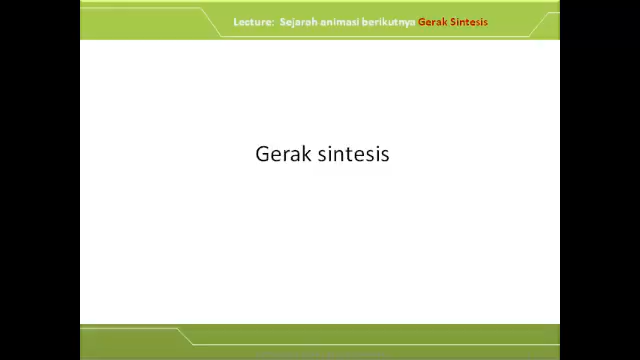 Lecture: Sejarah animasi berikutnya Gerak Sintesis
Gerak sintesis